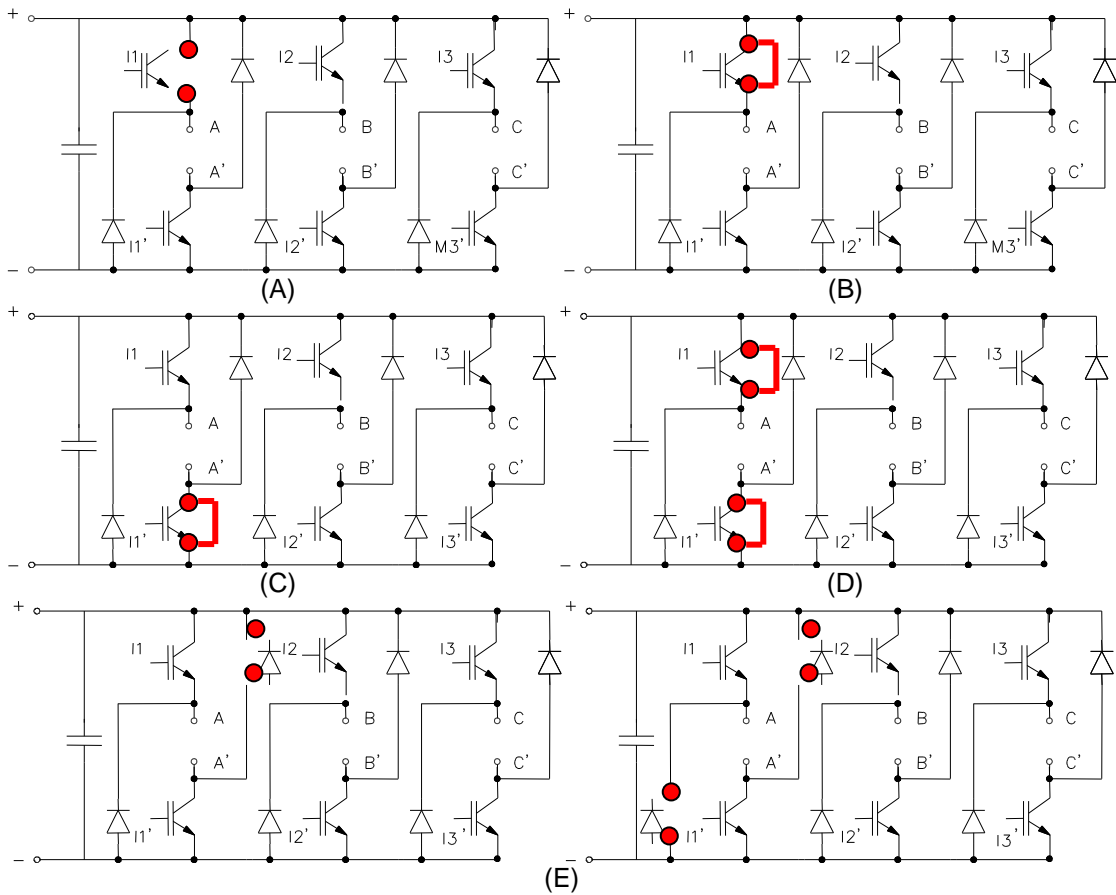 +
I1
I2
I3
A
B
C
A'
B'
C'
I1'
I2'
M3'
−
(A)
+
I1
I2
I3
A
B
C
A'
B'
C'
I1'
I2'
M3'
−
(B)
+
I1
I2
I3
A
B
C
A'
B'
C'
I1'
I2'
I3'
−
(C)
+
I1
I2
I3
A
B
C
A'
B'
C'
I1'
I2'
I3'
−
(D)
+
I1
I2
I3
A
B
C
A'
B'
C'
I1'
I2'
I3'
−
+
I1
I2
I3
A
B
C
A'
B'
C'
I1'
I2'
I3'
−
(E)